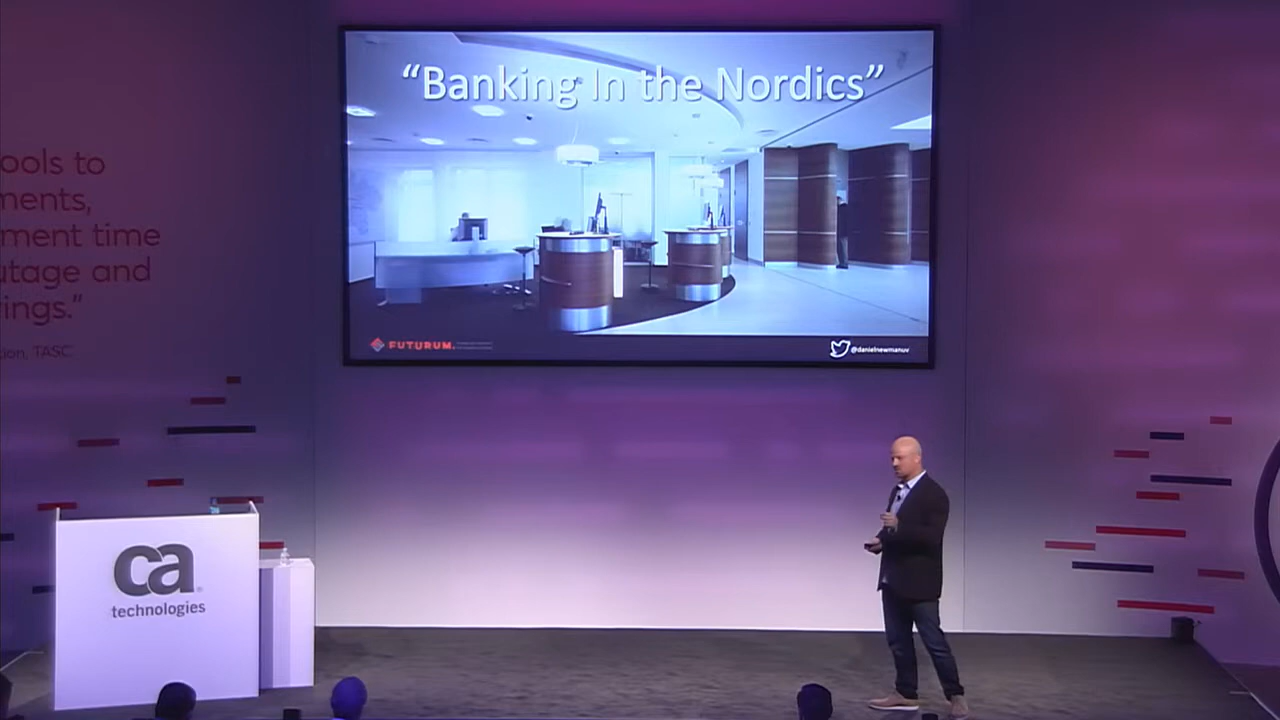 “Banking In the Nordics”
FUTURUM.
@danielnewmanuv
ools to
ments,
ment time
utage and
ings.”
ion, TASC
ca
technologies